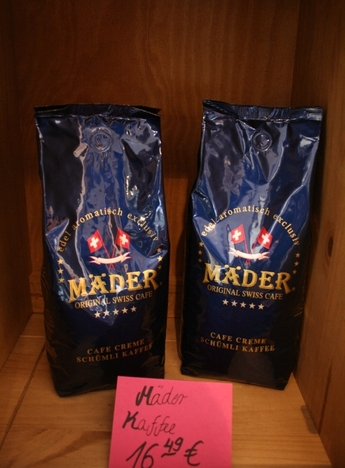 edel aromatisch exclusiv
MÄDER
ORIGINAL SWISS CAFE
CAFE CREME
SCHÜMLI KAFFEE
edel aromatisch exclusiv
MÄDER
ORIGINAL SWISS CAFE
CAFE CREME
SCHÜMLI KAFFEE
Mäder
Kaffee
16 49 €